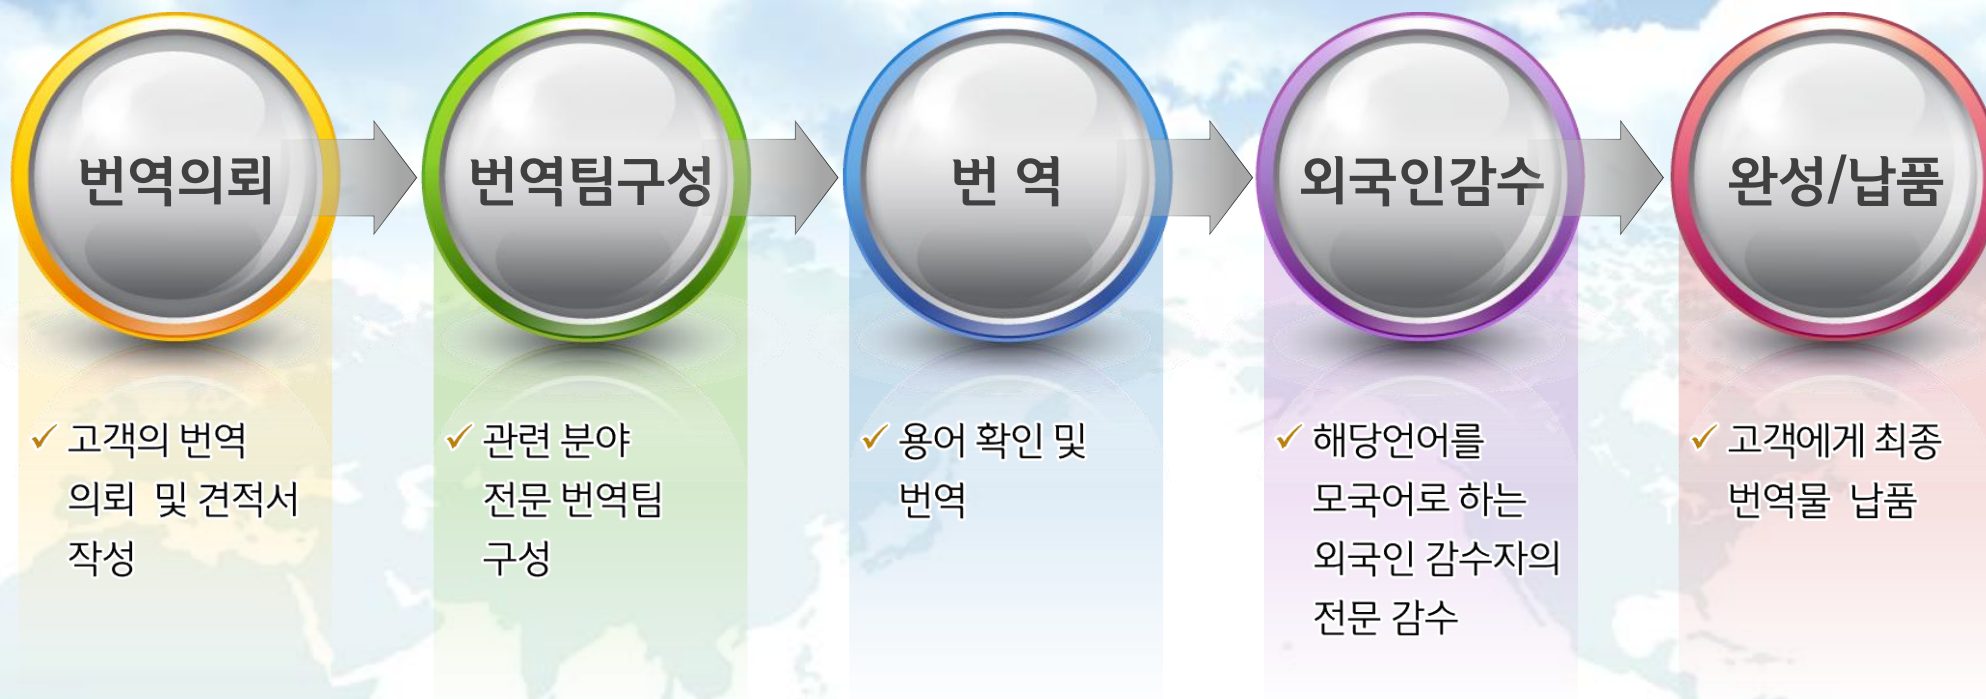 번역의뢰
번역팀구성
번 역
외국인감수
완성/납품
✓ 고객의 번역
의뢰 및 견적서
작성
✓ 관련 분야
전문 번역팀
구성
✓ 용어 확인 및
번역
✓ 해당언어를
모국어로 하는
외국인 감수자의
전문 감수
✓ 고객에게 최종
번역물 납품